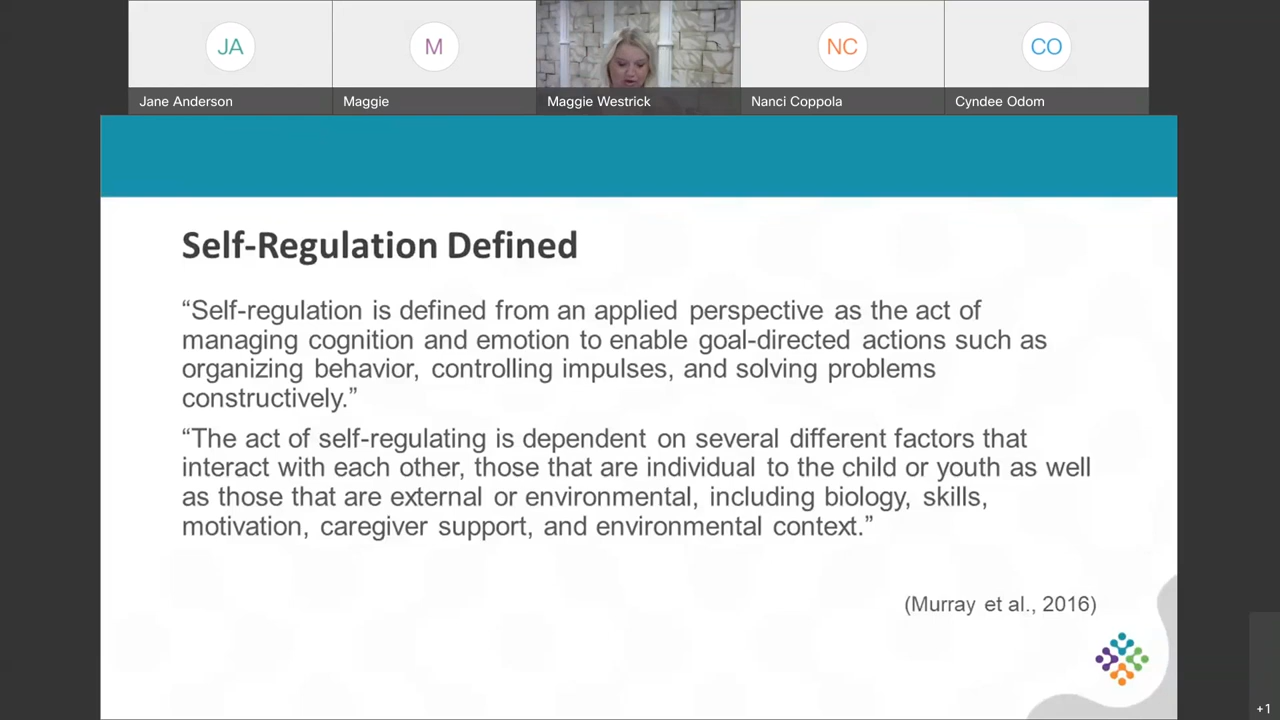 JA
M
NC
CO
Jane Anderson
Maggie
Maggie Westrick
Nanci Coppola
Cyndee Odom
Self-Regulation Defined
“Self-regulation is defined from an applied perspective as the act of
managing cognition and emotion to enable goal-directed actions such as
organizing behavior, controlling impulses, and solving problems
constructively.”
“The act of self-regulating is dependent on several different factors that
interact with each other, those that are individual to the child or youth as well
as those that are external or environmental, including biology, skills,
motivation, caregiver support, and environmental context.”
(Murray et al., 2016)
+1